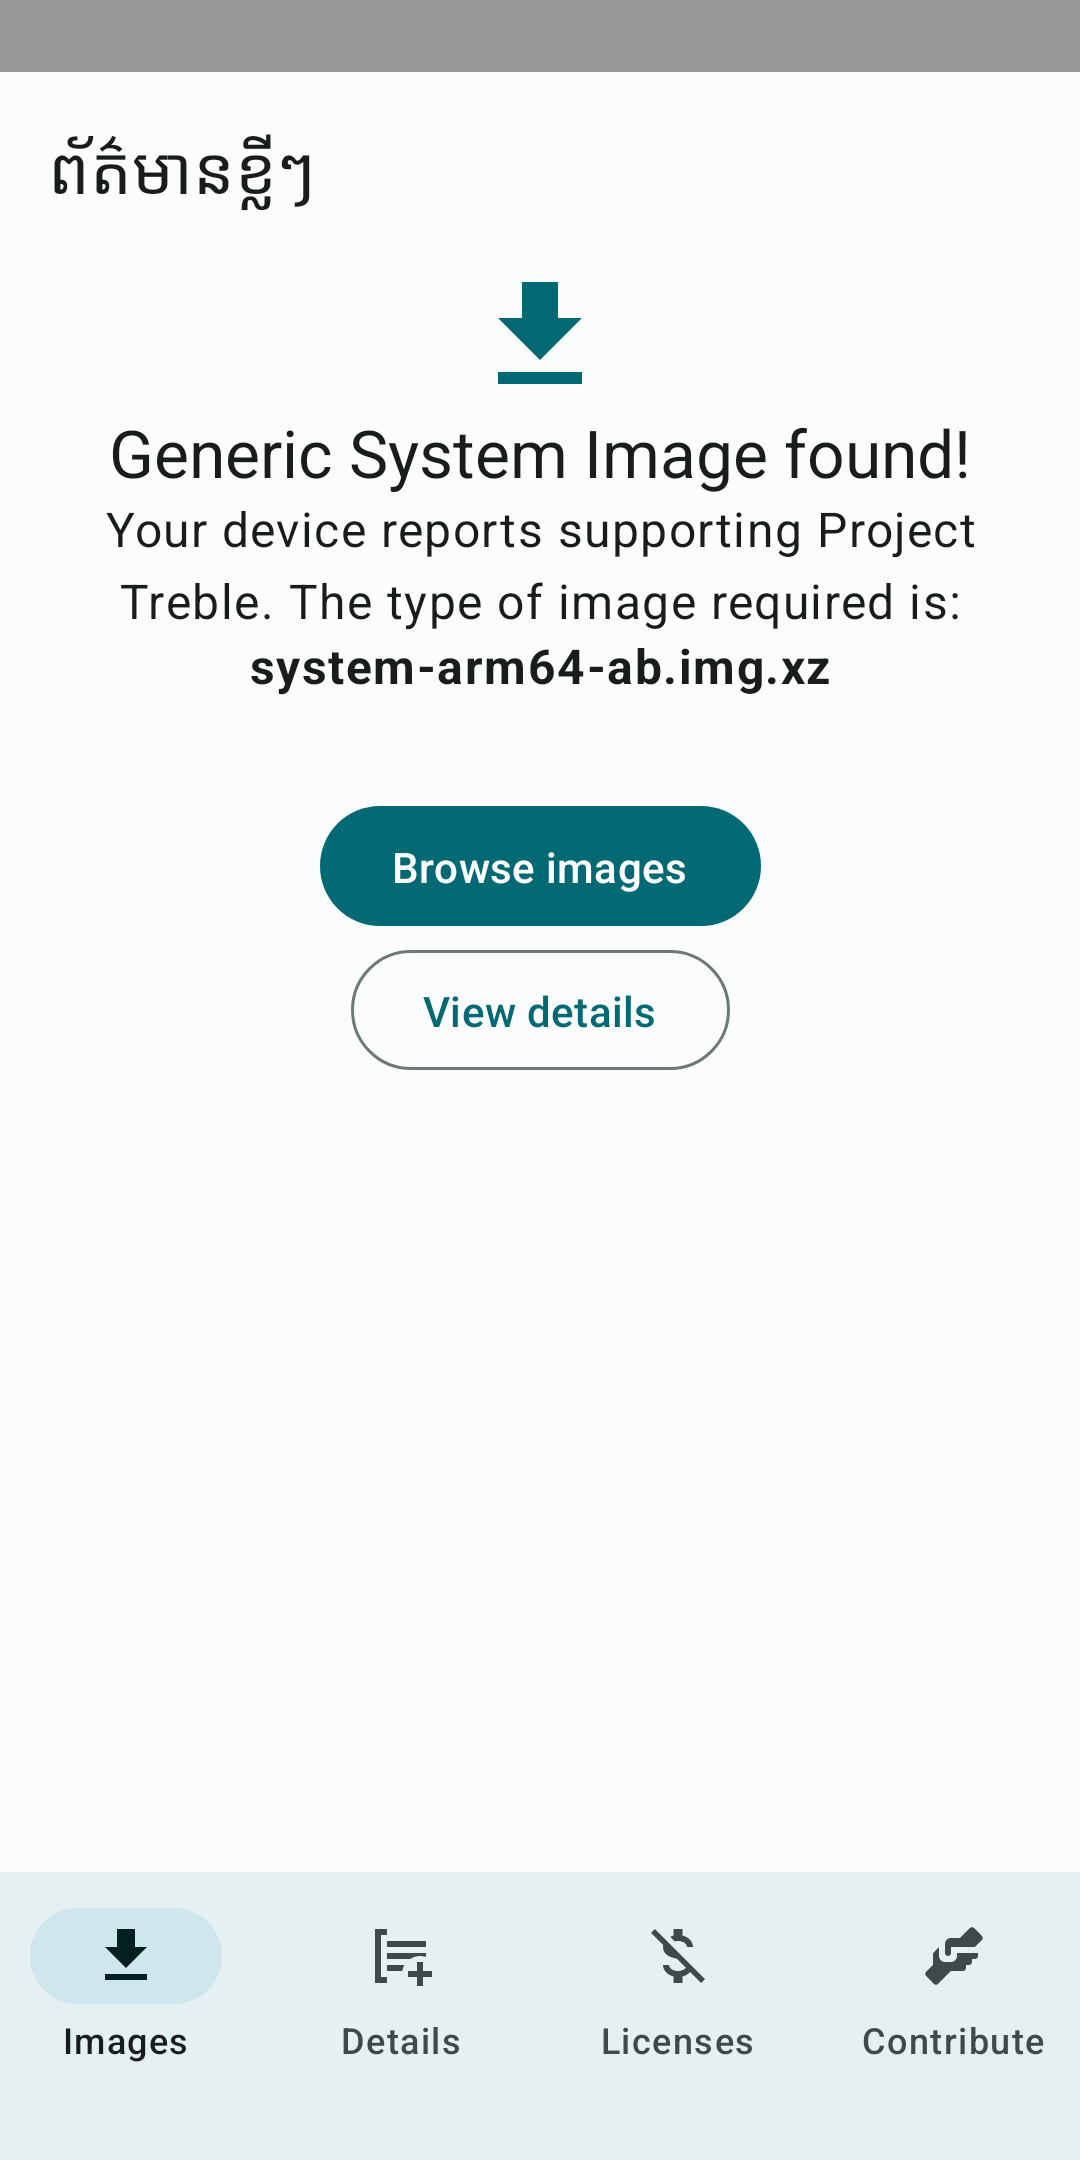 ព័ត៌មានខ្លីៗ
Generic System Image found!
Your device reports supporting Project
Treble. The type of image required is:
system-arm64-ab.img.xz
Browse images
View details
Images
Details
Licenses
Contribute